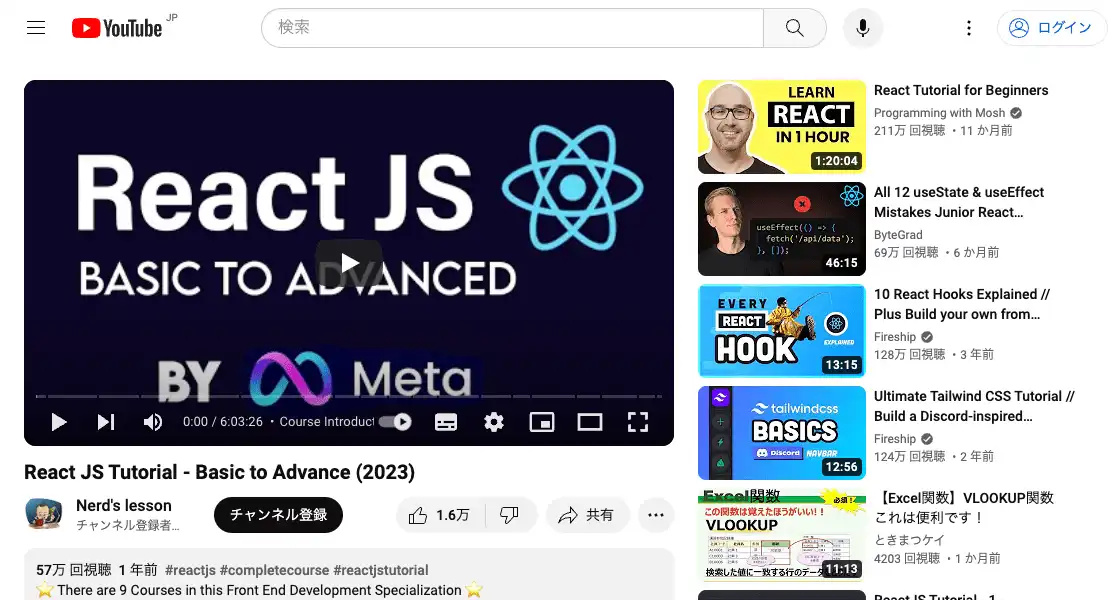 YouTube JP
検索
ログイン
React JS
BASIC TO ADVANCED
BY Meta
0:00 / 6:03:26 • Course Introduct
React JS Tutorial - Basic to Advance (2023)
Nerd's lesson
チャンネル登録者...
チャンネル登録
1.6万
共有
57万 回視聴 1 年前 #reactjs #completecourse #reactjstutorial
⭐ There are 9 Courses in this Front End Development Specialization ⭐
LEARN
REACT
IN 1 HOUR
1:20:04
React Tutorial for Beginners
Programming with Mosh
211万 回視聴 ・11 か月前
useEffect(() => {
fetch('/api/data');
}, []);
46:15
All 12 useState & useEffect
Mistakes Junior React...
ByteGrad
69万 回視聴 ・6 か月前
EVERY
REACT
HOOK
EXPLAINED
13:15
10 React Hooks Explained //
Plus Build your own from...
Fireship
128万 回視聴 ・3 年前
tailwindcss
BASICS
Discord NAVBAR
12:56
Ultimate Tailwind CSS Tutorial //
Build a Discord-inspired...
Fireship
124万 回視聴 ・2 年前
Excel関数
必須!
この関数は覚えたほうがいい!!
VLOOKUP
検索した値に一致する行のデータ
11:13
【Excel関数】VLOOKUP関数
これは便利です！
ときまつケイ
4203 回視聴 ・1 か月前
React JS Tutorial - 1 -